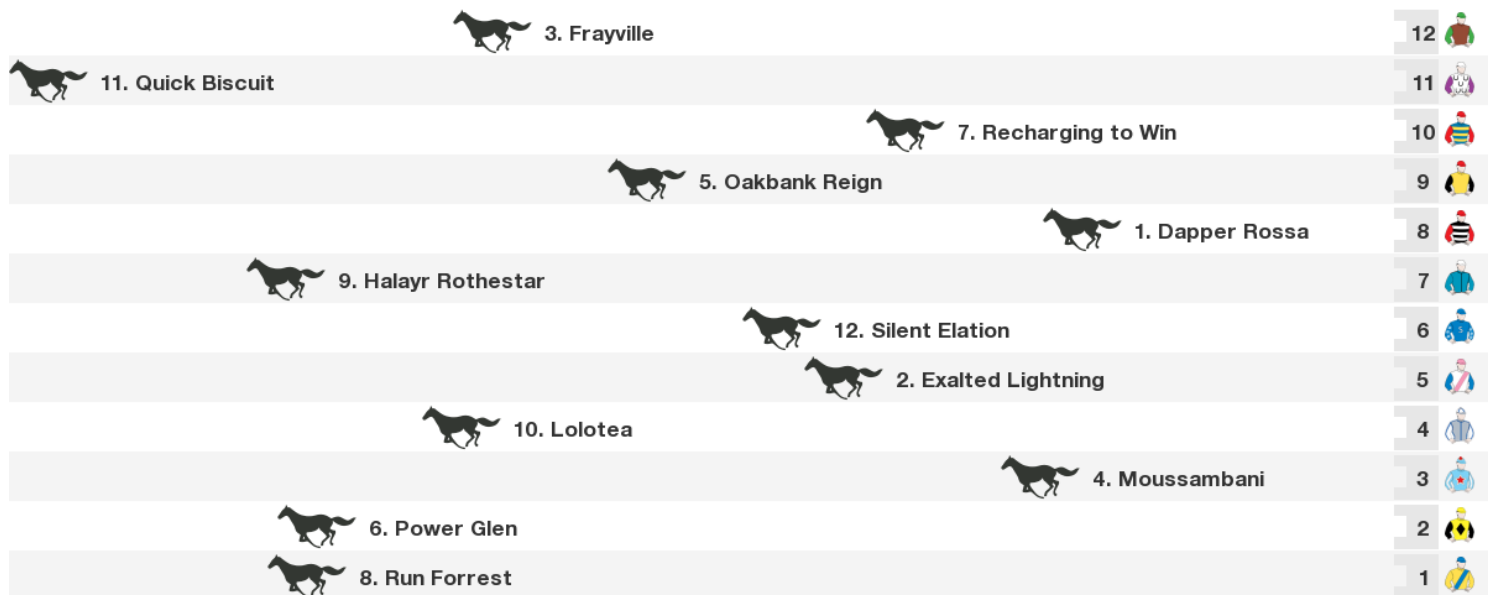 3. Frayville 12
11. Quick Biscuit 11
7. Recharging to Win 10
5. Oakbank Reign 9
1. Dapper Rossa 8
9. Halayr Rothestar 7
12. Silent Elation 6
2. Exalted Lightning 5
10. Lolotea 4
4. Moussambani 3
6. Power Glen 2
8. Run Forrest 1